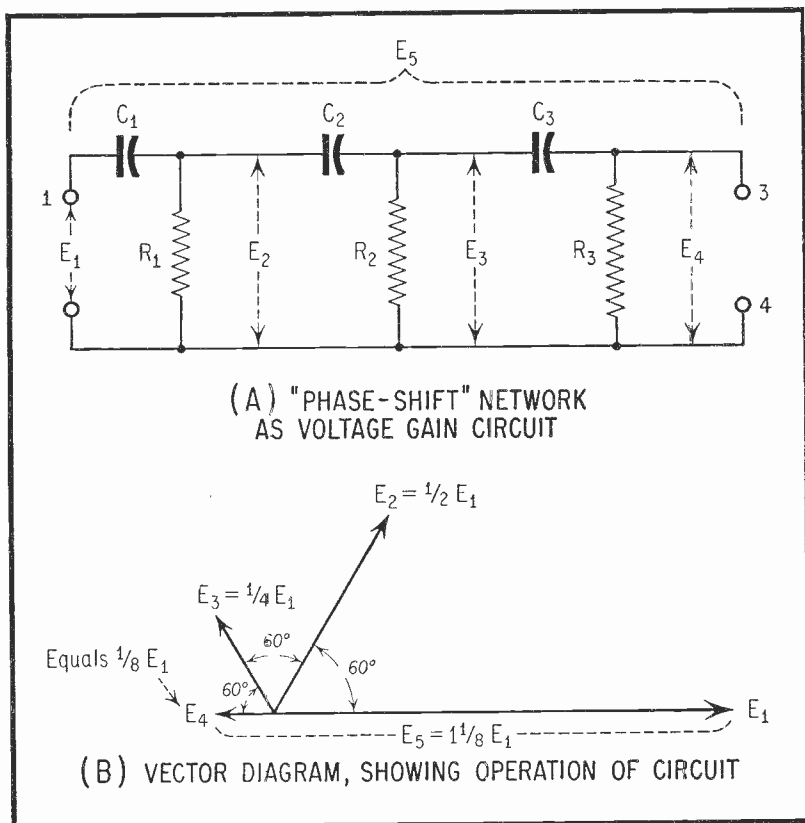 E5
C1 C2 C3
1 3
E1 R1 E2 R2 E3 R3 E4
4
(A) "PHASE-SHIFT" NETWORK
AS VOLTAGE GAIN CIRCUIT
E2 = 1/2 E1
E3 = 1/4 E1
60°
Equals 1/8 E1
60°
60°
E4 E1
E5 = 1 1/8 E1
(B) VECTOR DIAGRAM, SHOWING OPERATION OF CIRCUIT